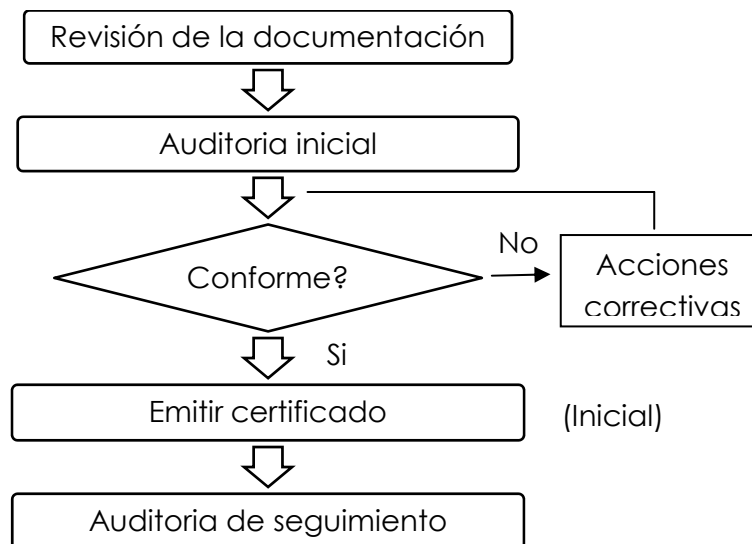 Revisión de la documentación
Auditoria inicial
Conforme?
No
Acciones
correctivas
Si
Emitir certificado
(Inicial)
Auditoria de seguimiento